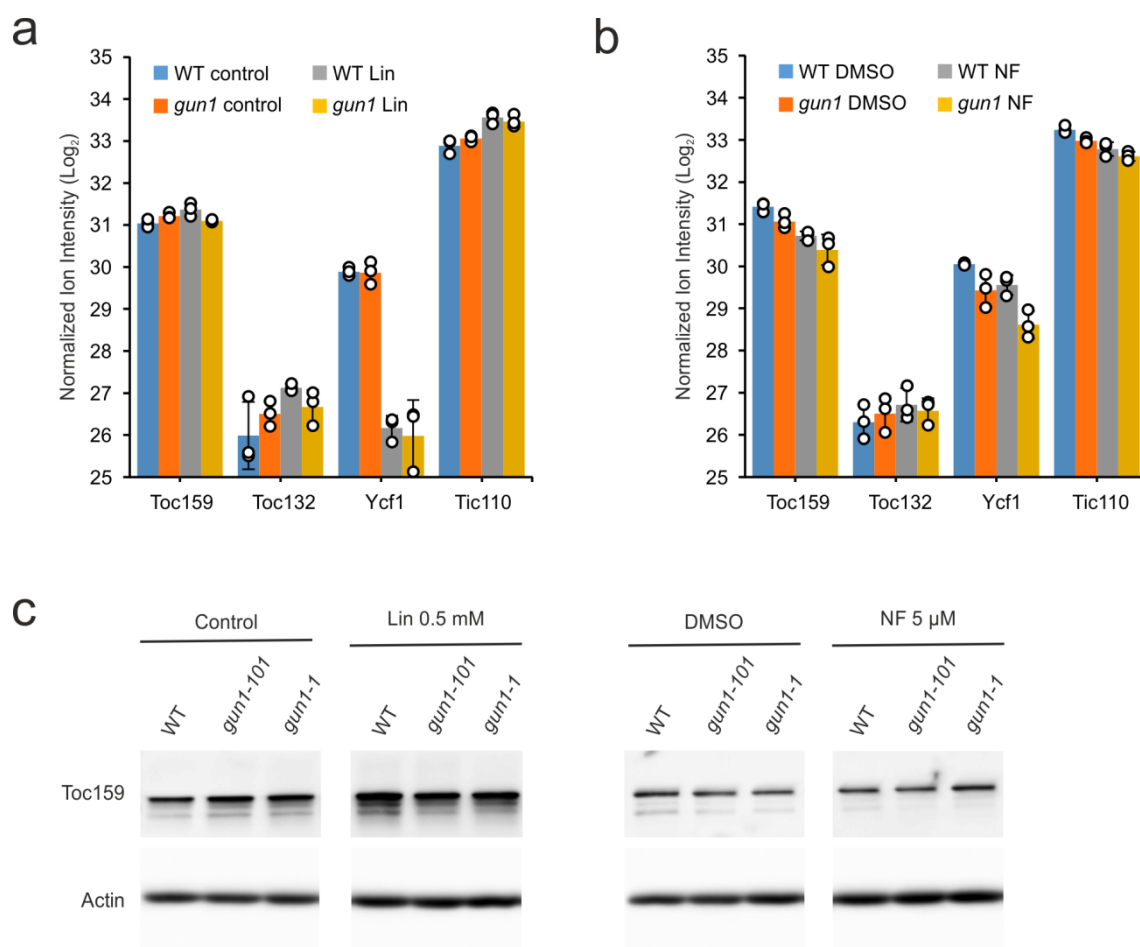 a
Normalized Ion Intensity (Log₂)
35
34
33
32
31
30
29
28
27
26
25
WT control
WT Lin
gun1 control
gun1 Lin
Toc159
Toc132
Ycf1
Tic110
b
Normalized Ion Intensity (Log₂)
35
34
33
32
31
30
29
28
27
26
25
WT DMSO
WT NF
gun1 DMSO
gun1 NF
Toc159
Toc132
Ycf1
Tic110
c
Control
Lin 0.5 mM
DMSO
NF 5 µM
WT
gun1-101
gun1-1
WT
gun1-101
gun1-1
WT
gun1-101
gun1-1
WT
gun1-101
gun1-1
Toc159
Actin